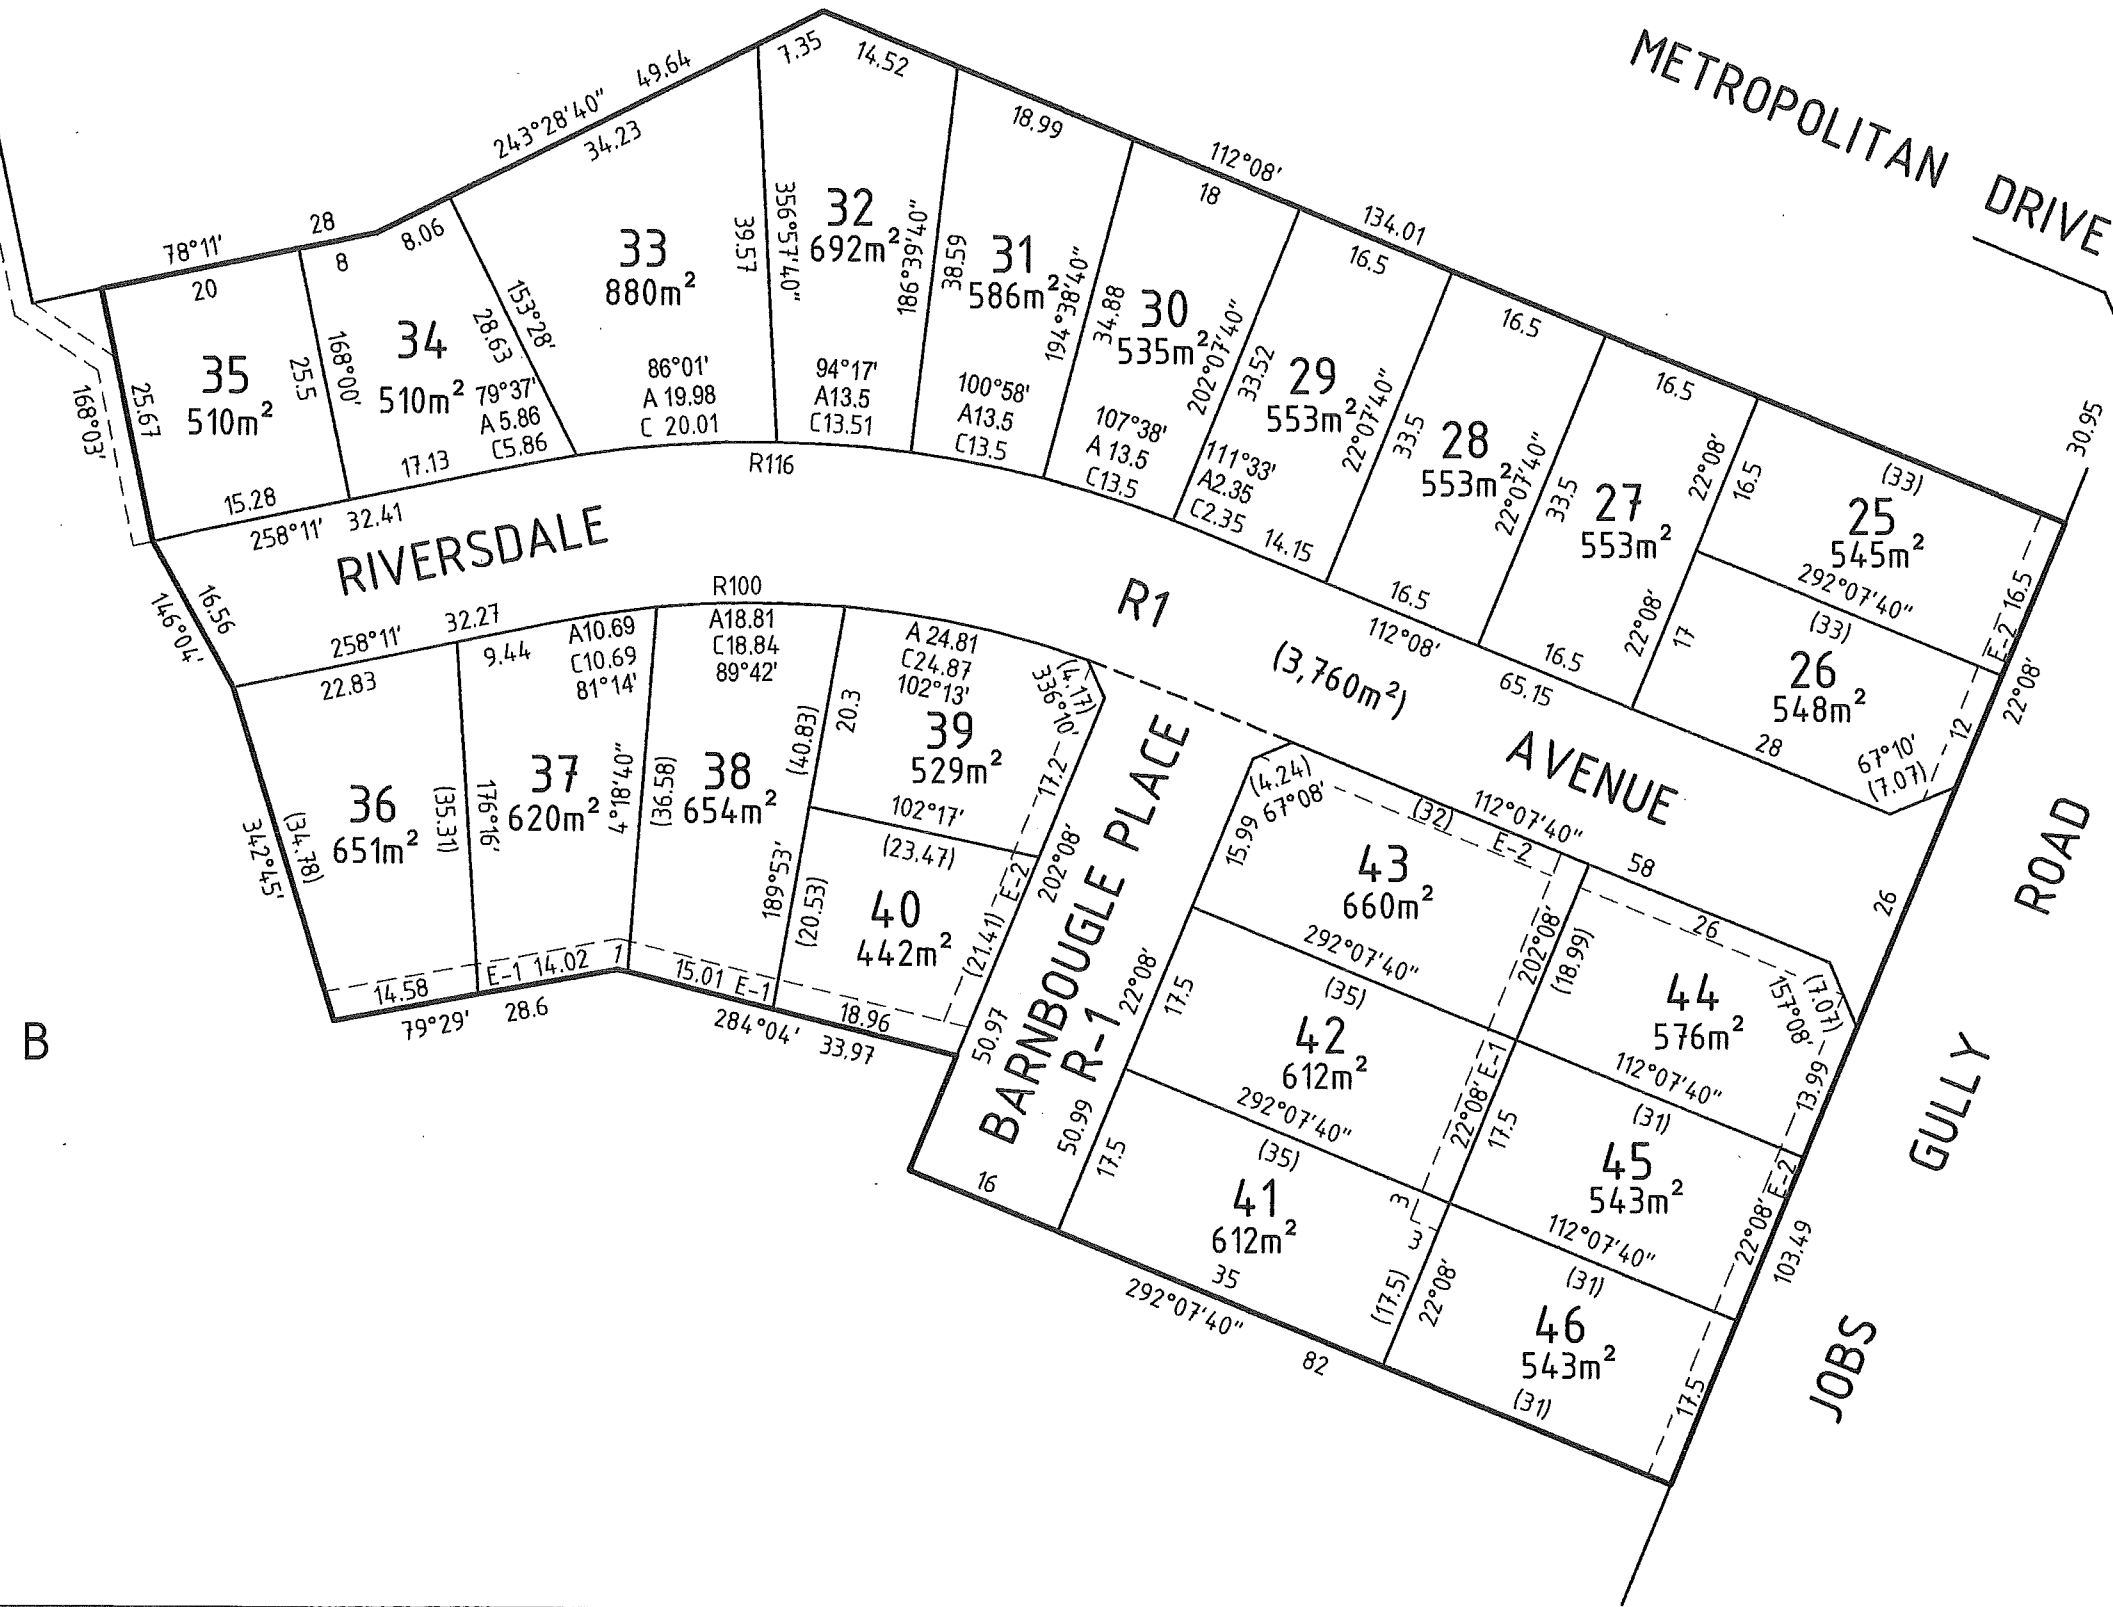 METROPOLITAN DRIVE
7.35
14.52
49.64
243°28'40"
34.23
18.99
112°08'
18
134.01
16.5
16.5
16.5
30.95
28
78°11'
20
8
8.06
35
510m²
25.67
168°03'
25.5
168°00'
15.28
34
510m²
28.63
153°28'
79°37'
A 5.86
C5.86
17.13
258°11'
32.41
33
880m²
39.57
356°57'40"
86°01'
A 19.98
C 20.01
32
692m²
186°39'40"
94°17'
A13.5
C13.51
R116
31
586m²
38.59
194°38'40"
100°58'
A13.5
C13.5
30
535m²
34.88
202°07'40"
107°38'
A 13.5
C13.5
29
553m²
33.52
22°07'40"
111°33'
A2.35
C2.35
14.15
28
553m²
33.5
22°07'40"
16.5
27
553m²
33.5
22°08'
16.5
22°08'
17
16.5
25
545m²
(33)
292°07'40"
16.5
E-2
26
548m²
(33)
12
22°08'
67°10'
(7.07)
28
112°08'
65.15
RIVERSDALE
R1
(3,760m²)
AVENUE
146°04'
16.56
258°11'
32.27
R100
22.83
9.44
36
651m²
342°45'
(34.78)
(35.31)
176°16'
14.58
79°29'
28.6
37
620m²
A10.69
C10.69
81°14'
4°18'40"
E-1 14.02
1
38
654m²
A18.81
C18.84
89°42'
(36.58)
(40.83)
189°53'
15.01 E-1
284°04'
33.97
39
529m²
A 24.81
C24.87
102°13'
20.3
(4.17)
336°10'
17.2
102°17'
(23.47)
202°08'
E-2
40
442m²
(20.53)
(21.41)
18.96
50.97
BARNBOUGLE PLACE
R-1
50.99
16
22°08'
43
660m²
(4.24)
67°08'
15.99
(32)
E-2
112°07'40"
58
292°07'40"
202°08'
(18.99)
42
612m²
(35)
17.5
22°08' E-1
292°07'40"
41
612m²
(35)
17.5
3
3
35
(17.5)
22°08'
292°07'40"
82
44
576m²
26
(7.07)
157°08'
13.99
112°07'40"
26
45
543m²
(31)
17.5
E-2
22°08'
103.49
112°07'40"
46
543m²
(31)
17.5
(31)
JOBS GULLY ROAD
B